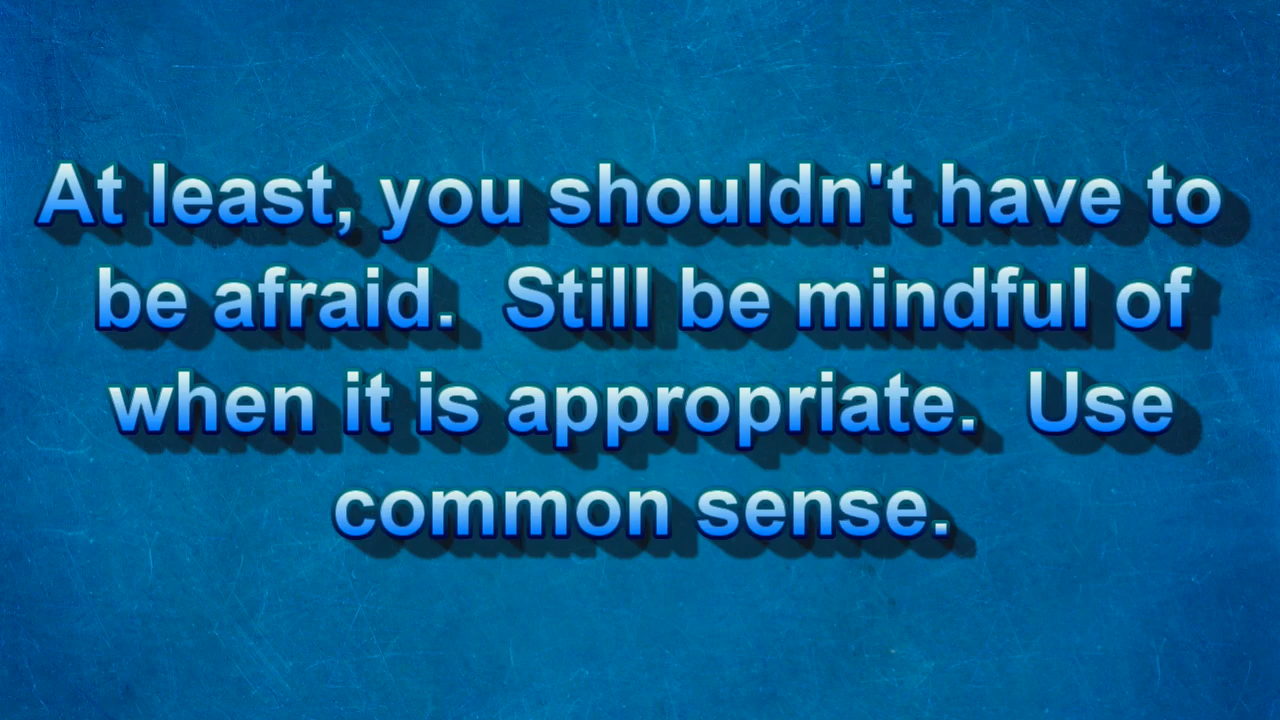 At least, you shouldn't have to
be afraid.  Still be mindful of
when it is appropriate.  Use
common sense.